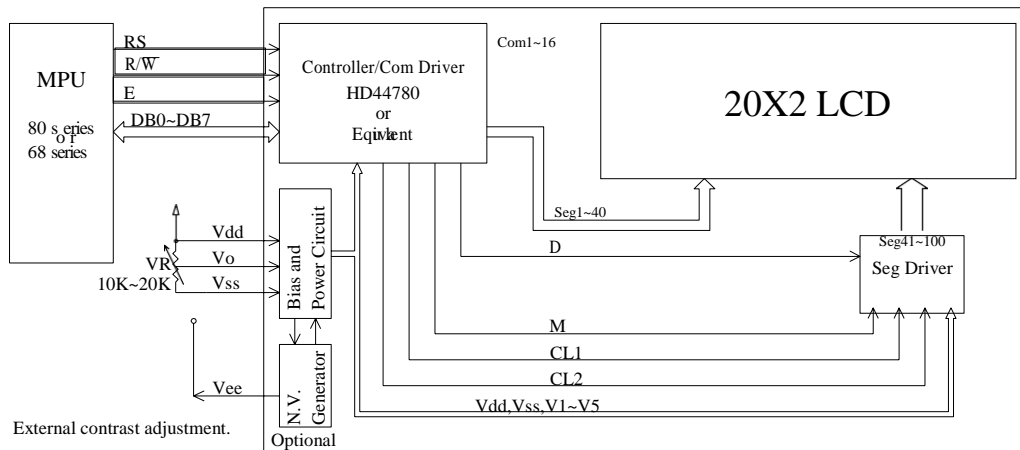 MPU
80 series
or
68 series
RS
R/W
E
DB0~DB7
Controller/Com Driver
HD44780
or
Equivalent
Com1~16
20X2 LCD
Seg1~40
Seg41~100
Seg Driver
D
M
CL1
CL2
Vdd,Vss,V1~V5
Vdd
Vo
Vss
VR
10K~20K
Bias and
Power Circuit
Vee
N.V.
Generator
Optional
External contrast adjustment.